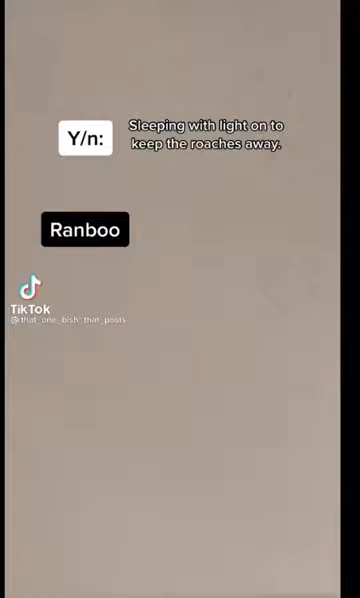 Y/n:
Sleeping with light on to
keep the roaches away.
Ranboo
TikTok
@that_one_bish_that_posts